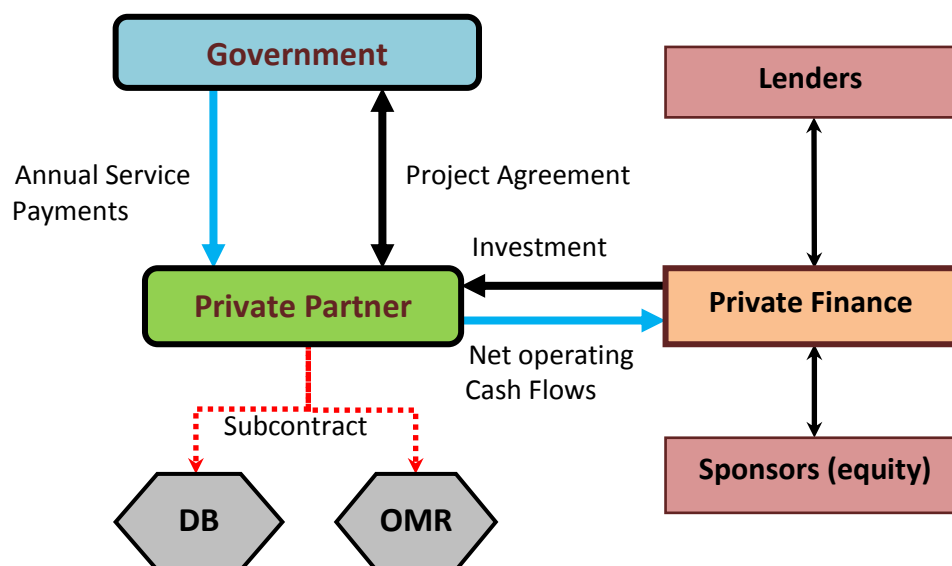 Government
Lenders
Annual Service
Payments
Project Agreement
Investment
Private Partner
Private Finance
Net operating
Cash Flows
Subcontract
Sponsors (equity)
DB
OMR